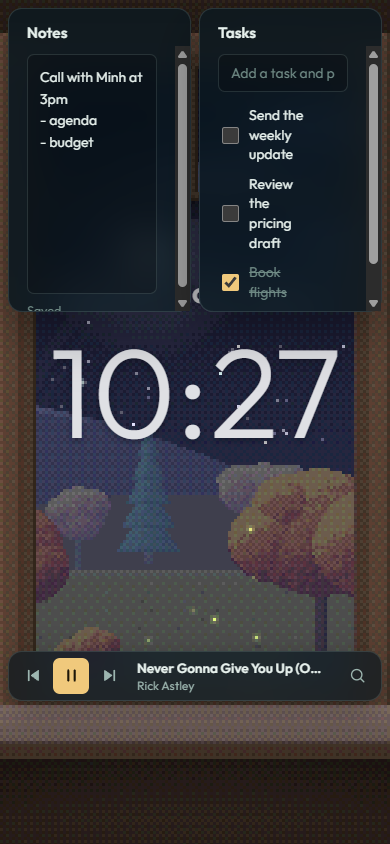 Notes
Call with Minh at
3pm
- agenda
- budget
Saved
Tasks
Add a task and p
Send the
weekly
update
Review
the
pricing
draft
Book
flights
10:27
Never Gonna Give You Up (O...
Rick Astley